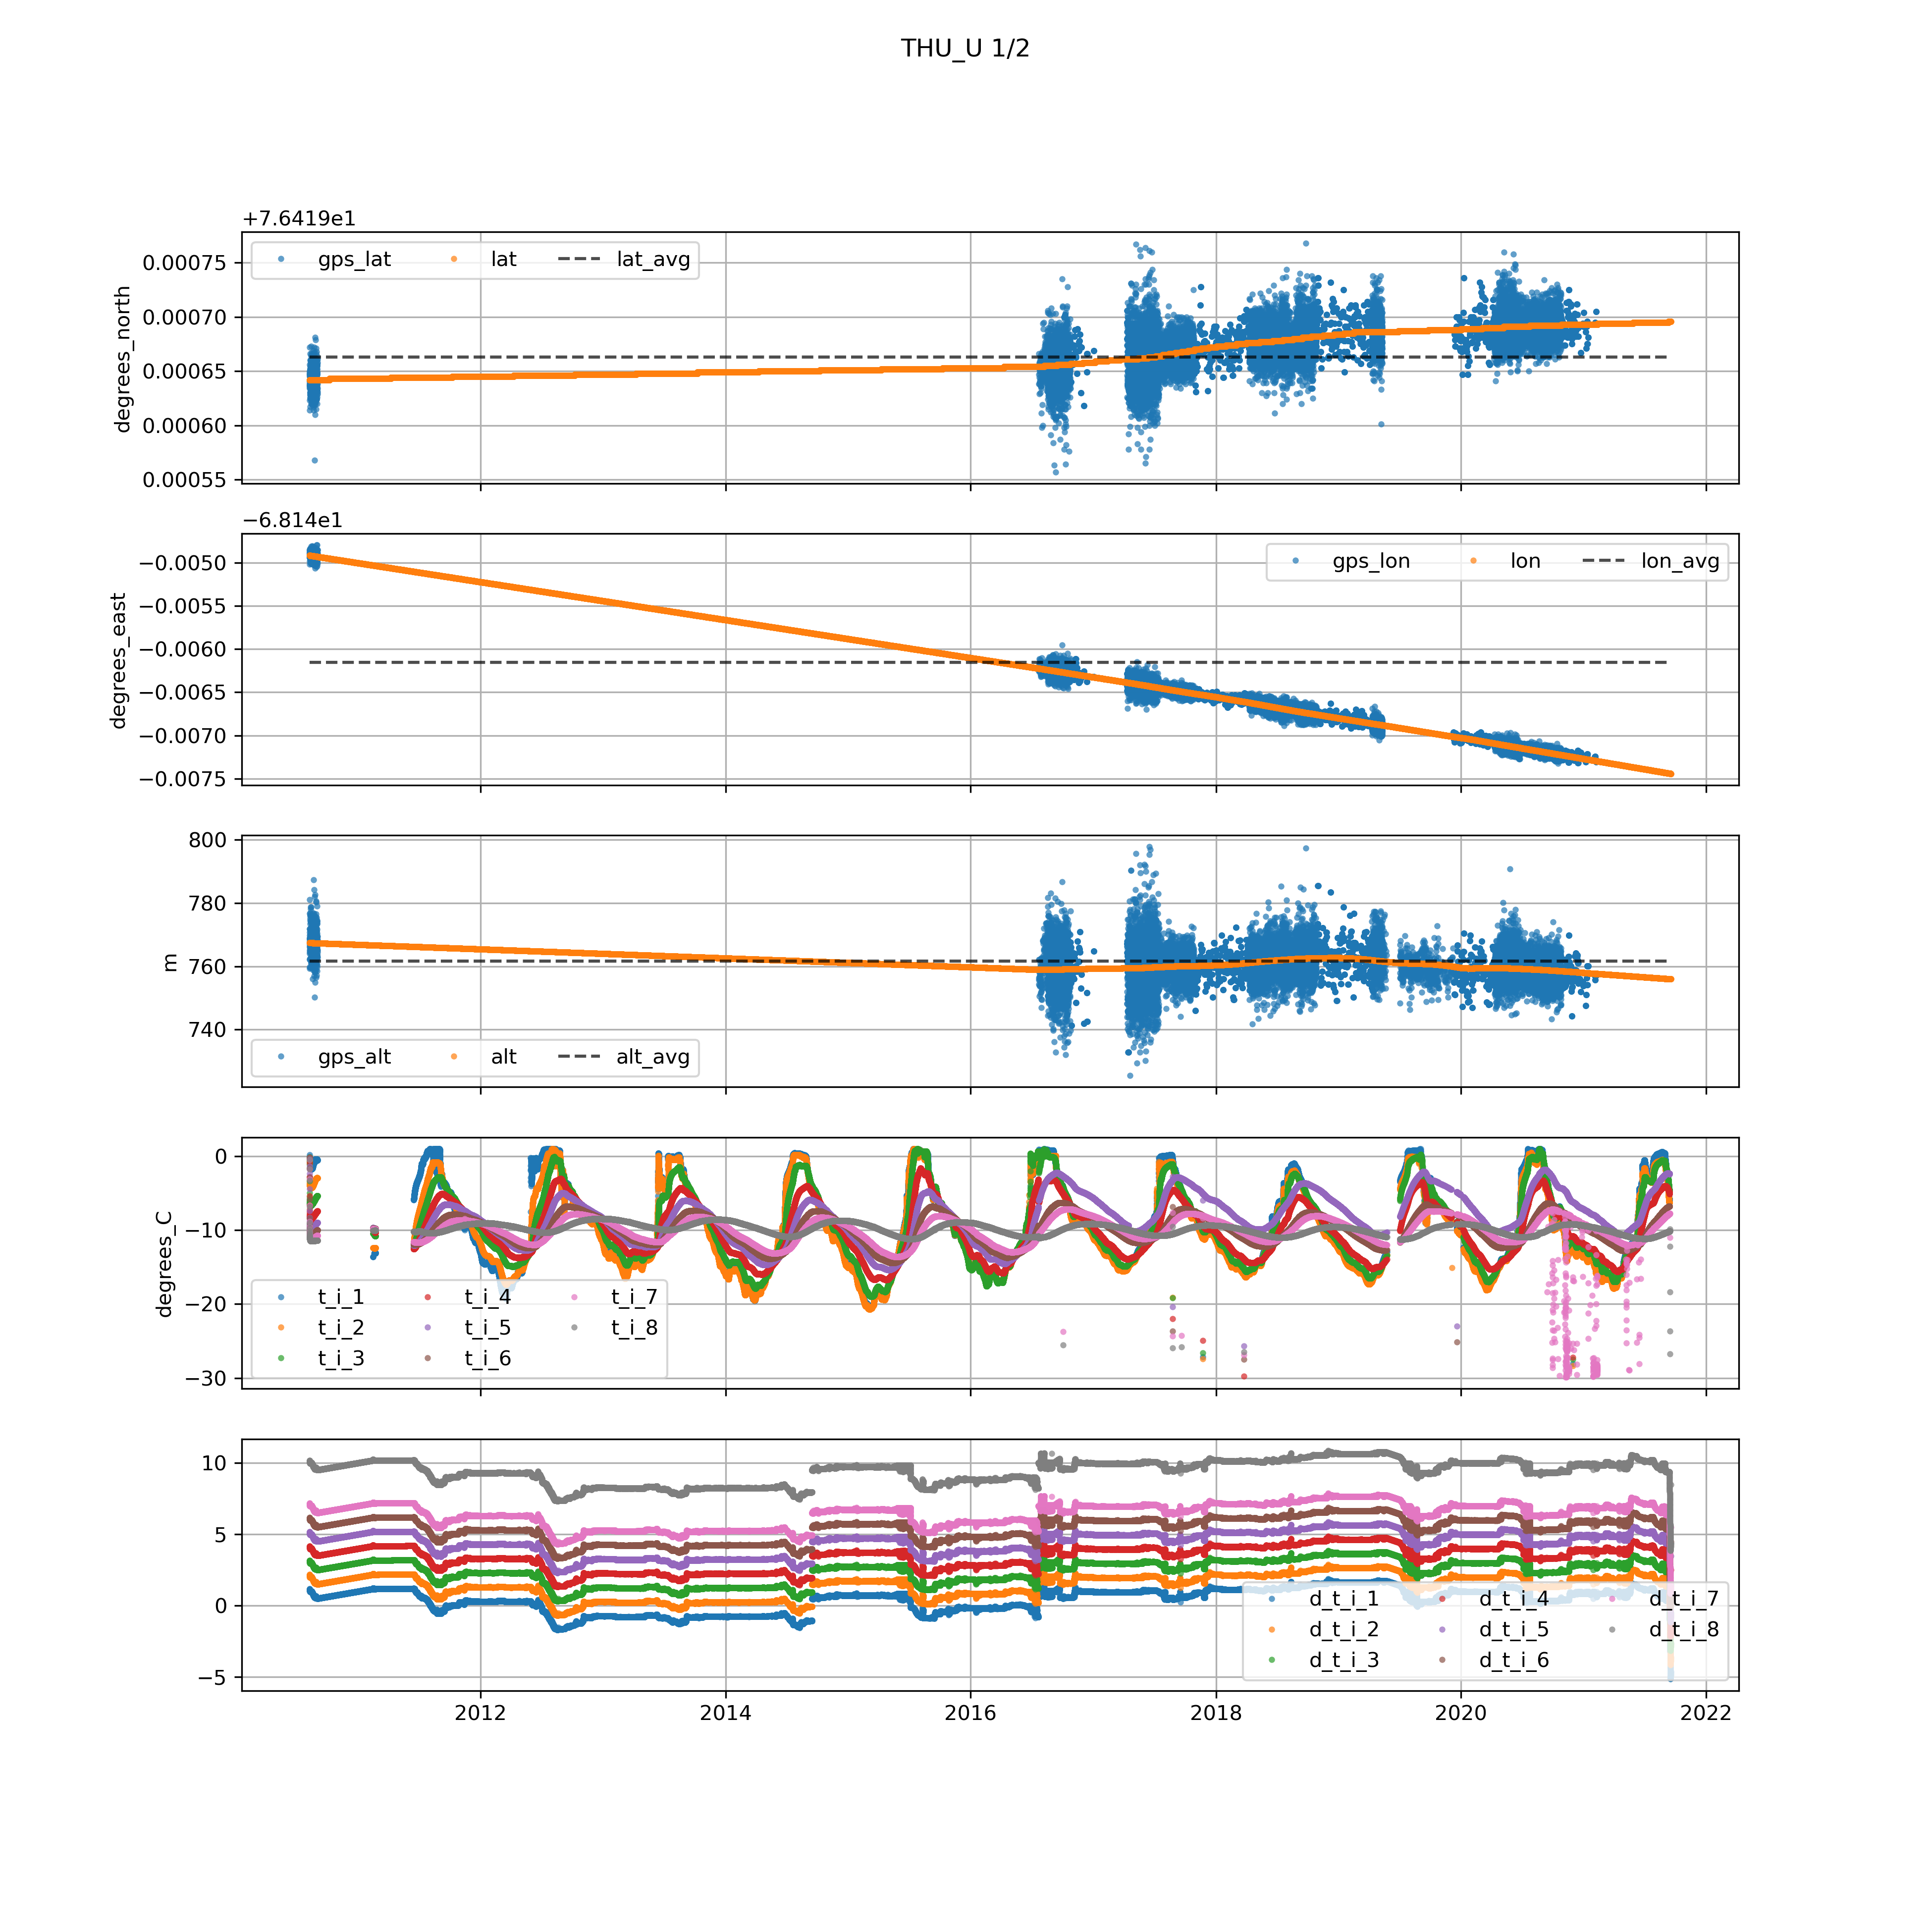 THU_U 1/2
+7.6419e1
degrees_north
0.00075
0.00070
0.00065
0.00060
0.00055
gps_lat lat lat_avg
−6.814e1
degrees_east
−0.0050
−0.0055
−0.0060
−0.0065
−0.0070
−0.0075
gps_lon lon lon_avg
m
800
780
760
740
gps_alt alt alt_avg
degrees_C
0
−10
−20
−30
t_i_1 t_i_4 t_i_7
t_i_2 t_i_5 t_i_8
t_i_3 t_i_6
10
5
0
−5
d_t_i_1 d_t_i_4 d_t_i_7
d_t_i_2 d_t_i_5 d_t_i_8
d_t_i_3 d_t_i_6
2012 2014 2016 2018 2020 2022